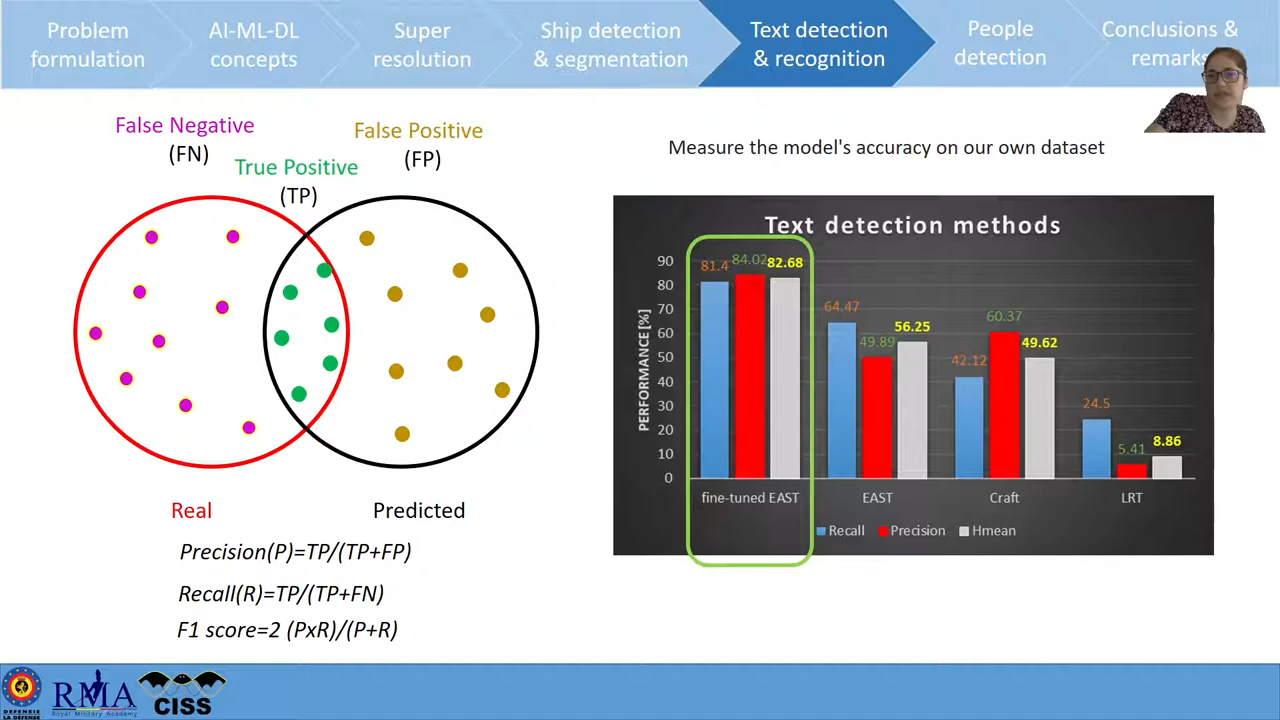 Problem
formulation
AI-ML-DL
concepts
Super
resolution
Ship detection
& segmentation
Text detection
& recognition
People
detection
Conclusions &
remarks
False Negative
(FN)
True Positive
(TP)
False Positive
(FP)
Real
Predicted
Precision(P)=TP/(TP+FP)
Recall(R)=TP/(TP+FN)
F1 score=2 (PxR)/(P+R)
Measure the model's accuracy on our own dataset
Text detection methods
PERFORMANCE [%]
90
80
70
60
50
40
30
20
10
0
81.4
84.02
82.68
64.47
49.89
56.25
42.12
60.37
49.62
24.5
5.41
8.86
fine-tuned EAST
EAST
Craft
LRT
Recall
Precision
Hmean
DEFENSIE
LA DEFENSE
RMA
Royal Military Academy
CISS